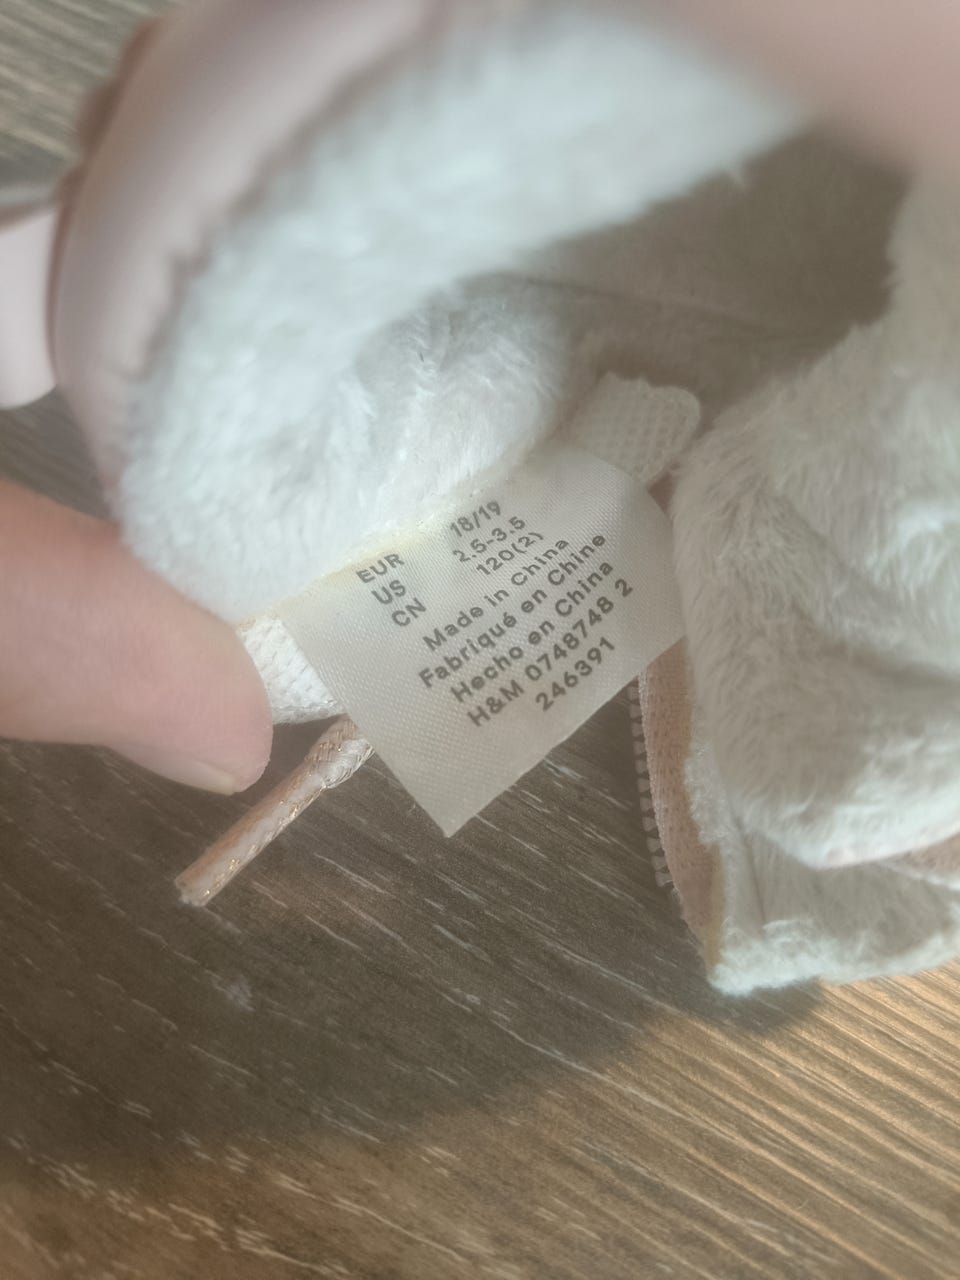 EUR 18/19
US 2.5-3.5
CN 120(2)
Made in China
Fabriqué en Chine
Hecho en China
H&M 0748748 2
246391